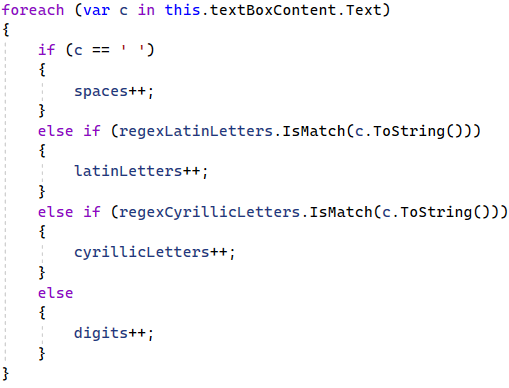 foreach (var c in this.textBoxContent.Text)
{
    if (c == ' ')
    {
        spaces++;
    }
    else if (regexLatinLetters.IsMatch(c.ToString()))
    {
        latinLetters++;
    }
    else if (regexCyrillicLetters.IsMatch(c.ToString()))
    {
        cyrillicLetters++;
    }
    else
    {
        digits++;
    }
}